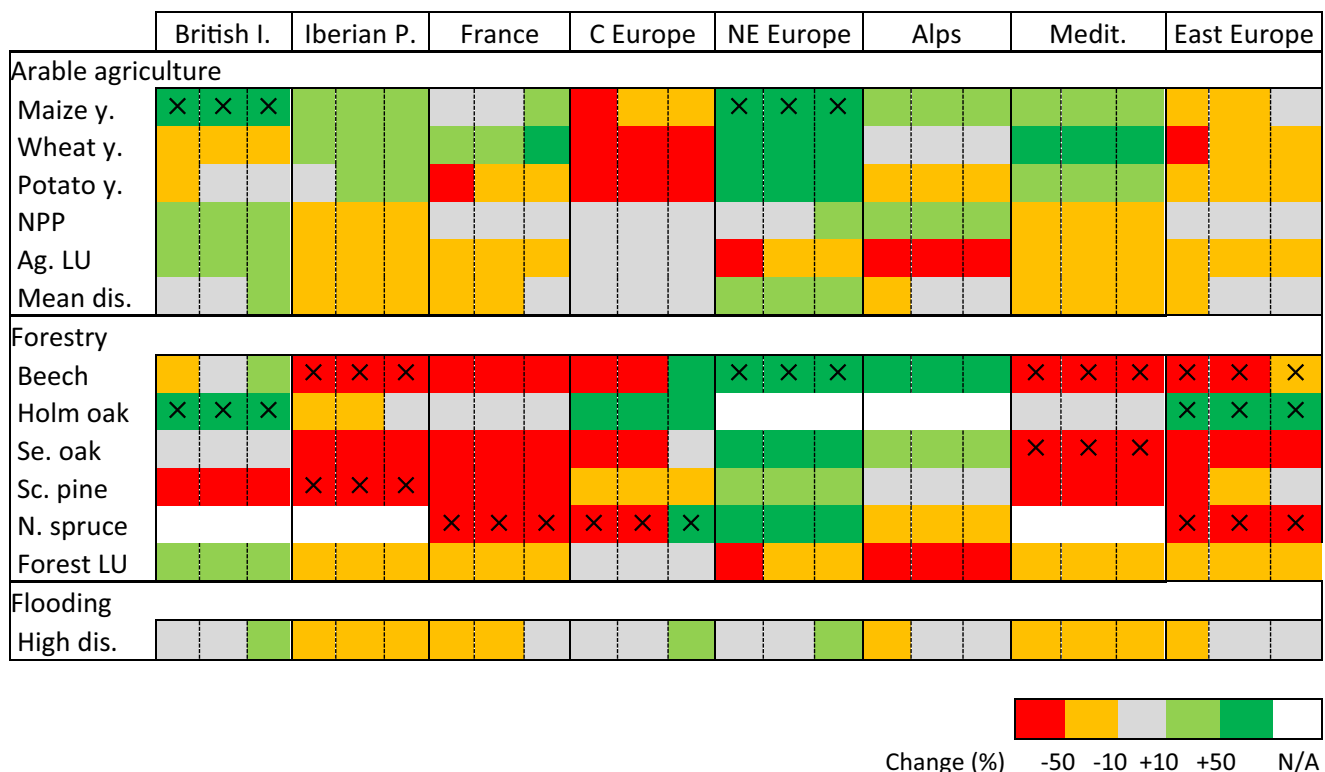 British I. Iberian P. France C Europe NE Europe Alps Medit. East Europe
Arable agriculture
Maize y. × × × × × ×
Wheat y.
Potato y.
NPP
Ag. LU
Mean dis.
Forestry
Beech × × × × × × × × × × × ×
Holm oak × × × × × ×
Se. oak × × ×
Sc. pine × × ×
N. spruce × × × × × × × × ×
Forest LU
Flooding
High dis.
Change (%) -50 -10 +10 +50 N/A